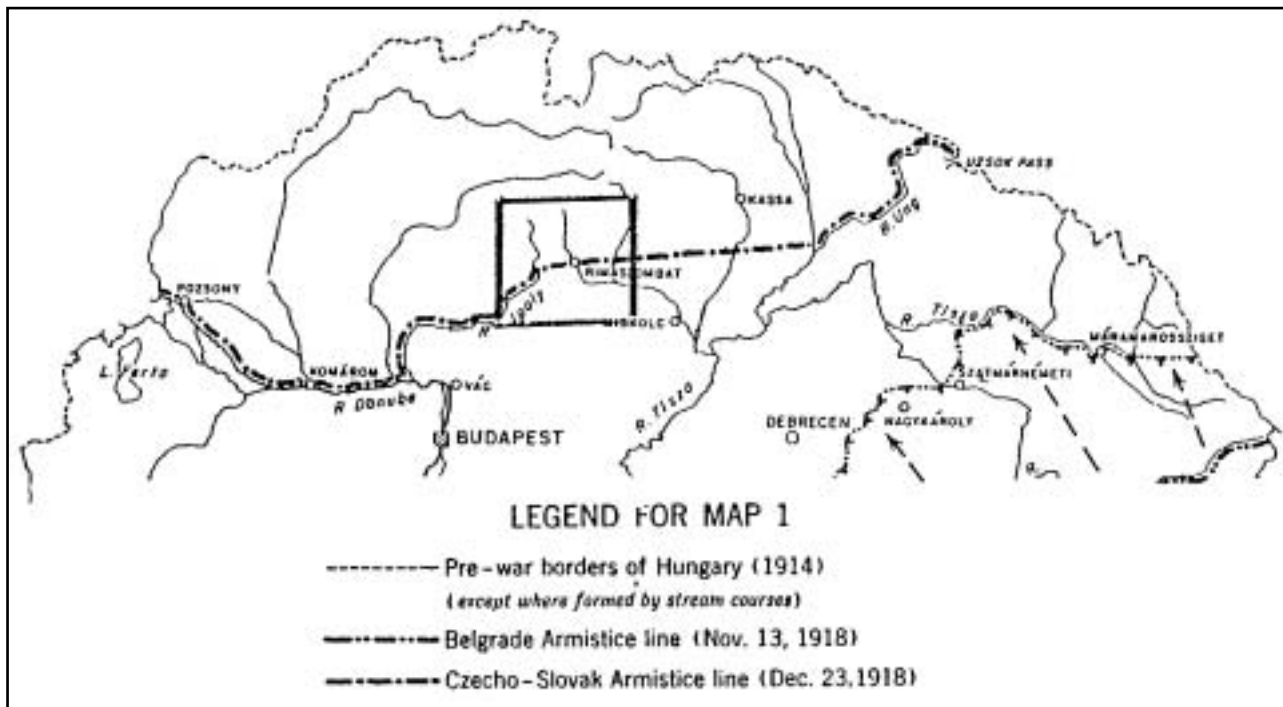 UZSOK PASS
KASSA
R. Ung
RIMASZOMBAT
POZSONY
R. Ipoly
MISKOLC
R. Tisza
MÁRAMAROSSZIGET
L. Ferto
KOMÁROM
VÁC
SZATMÁRNÉMETI
R. Danube
R. Tisza
NAGYKÁROLY
BUDAPEST
DEBRECEN
LEGEND FOR MAP 1
Pre-war borders of Hungary (1914)
(except where formed by stream courses)
Belgrade Armistice line (Nov. 13, 1918)
Czecho-Slovak Armistice line (Dec. 23,1918)